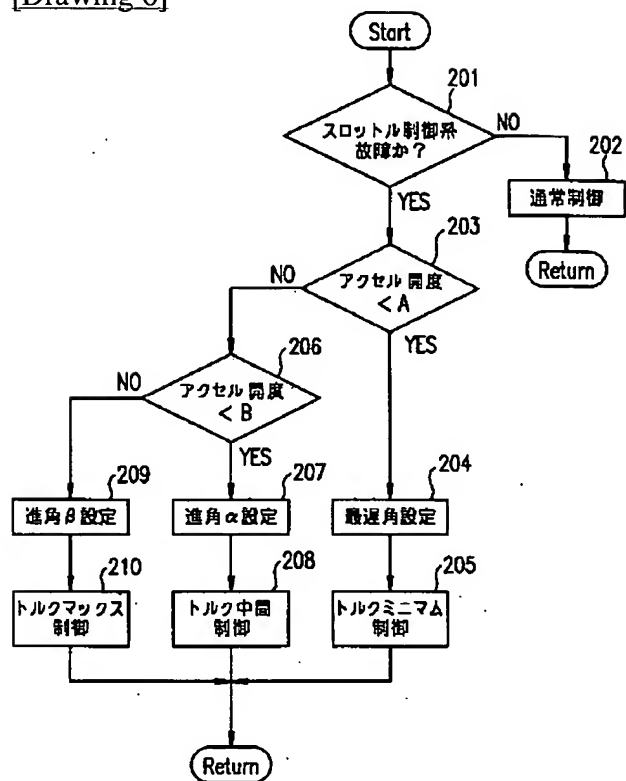 [Drawing 6]
Start
201
スロットル制御系
故障か？
NO
202
通常制御
Return
YES
203
アクセル開度
< A
NO
YES
206
アクセル開度
< B
NO
YES
209
進角β設定
207
進角α設定
204
最遅角設定
210
トルクマックス
制御
208
トルク中間
制御
205
トルクミニマム
制御
Return